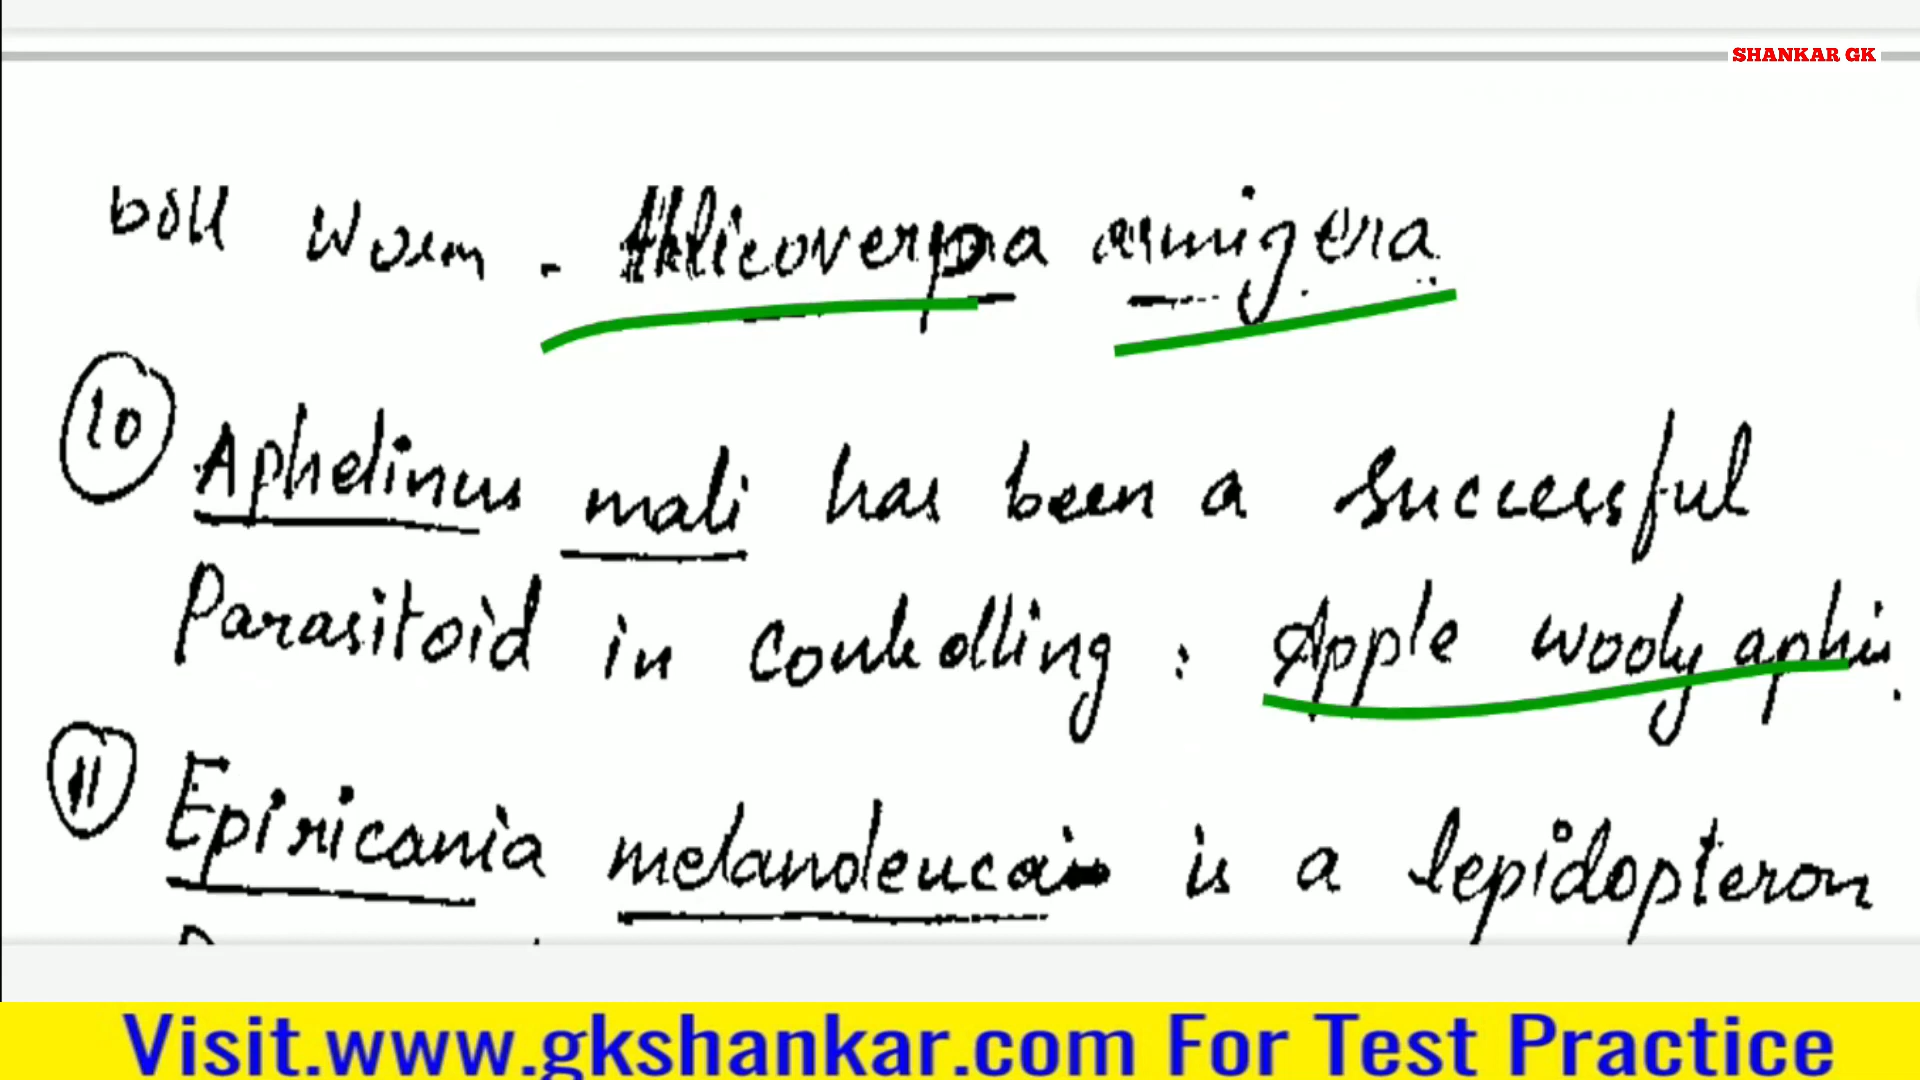 SHANKAR GK
boll worm - Helicoverpa armigera
10 Aphelinus mali has been a successful
Parasitoid in controlling : Apple wooly aphis.
11 Epiricania melanoleuca is a lepidopteron
Visit.www.gkshankar.com For Test Practice